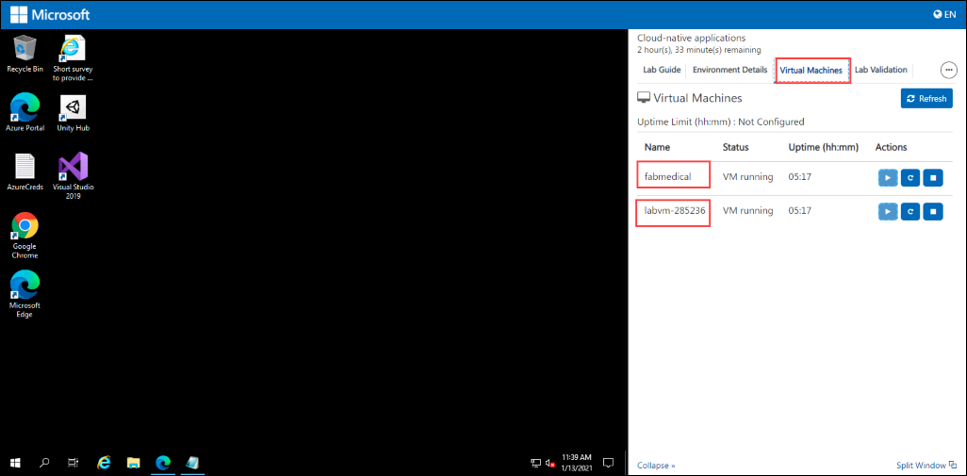 Microsoft
EN
Recycle Bin
Short survey
to provide ...
Azure Portal
Unity Hub
AzureCreds
Visual Studio
2019
Google
Chrome
Microsoft
Edge
11:39 AM
1/13/2021
Cloud-native applications
2 hour(s), 33 minute(s) remaining
Lab Guide Environment Details Virtual Machines Lab Validation
Virtual Machines
Refresh
Uptime Limit (hh:mm) : Not Configured
Name Status Uptime (hh:mm) Actions
fabmedical VM running 05:17
labvm-285236 VM running 05:17
Collapse »
Split Window